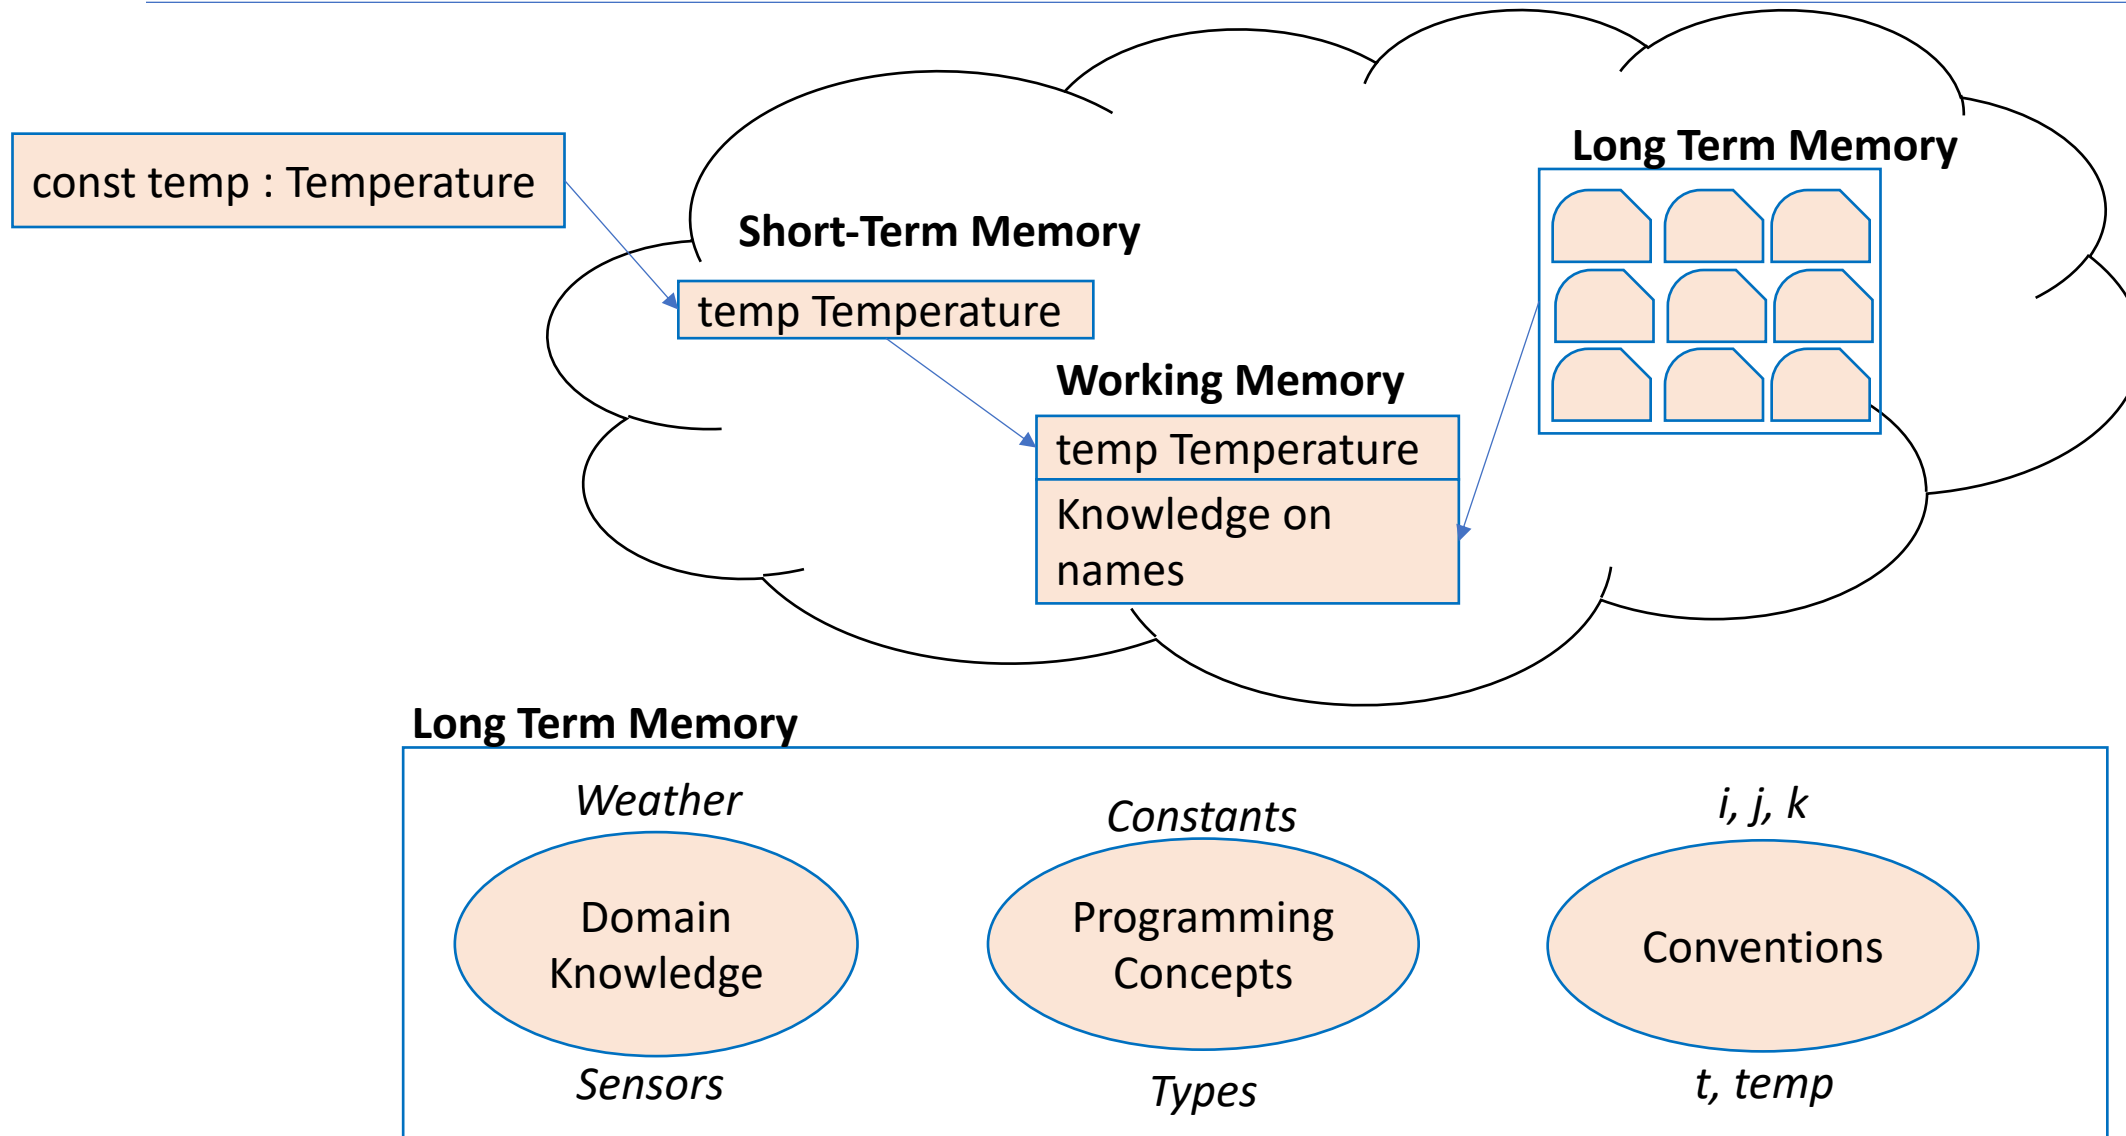 const temp : Temperature
Long Term Memory
Short-Term Memory
temp Temperature
Working Memory
temp Temperature
Knowledge on
names
Long Term Memory
Weather
Domain
Knowledge
Sensors
Constants
Programming
Concepts
Types
i, j, k
Conventions
t, temp